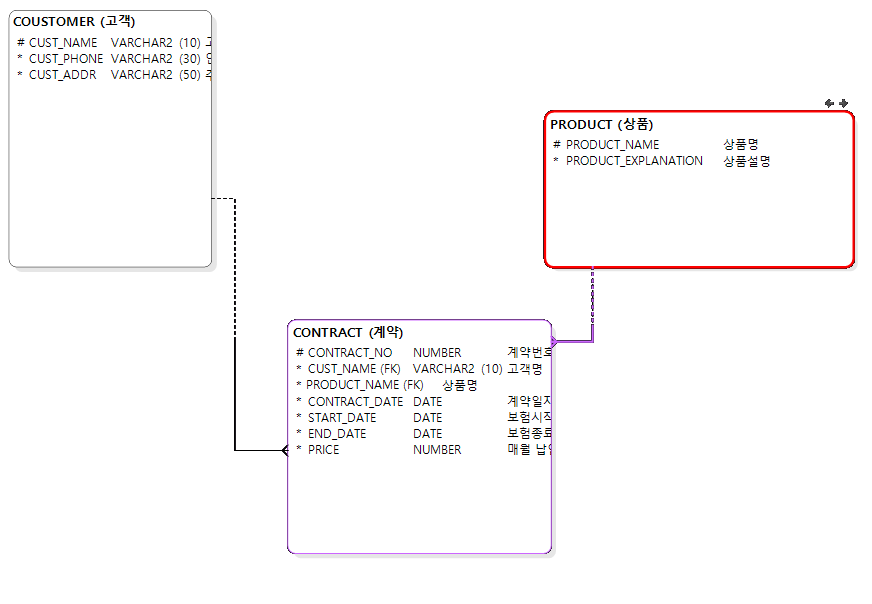 COUSTOMER (고객)
# CUST_NAME VARCHAR2 (10)
* CUST_PHONE VARCHAR2 (30)
* CUST_ADDR VARCHAR2 (50)
PRODUCT (상품)
# PRODUCT_NAME 상품명
* PRODUCT_EXPLANATION 상품설명
CONTRACT (계약)
# CONTRACT_NO NUMBER 계약번호
* CUST_NAME (FK) VARCHAR2 (10) 고객명
* PRODUCT_NAME (FK) 상품명
* CONTRACT_DATE DATE 계약일자
* START_DATE DATE 보험시작
* END_DATE DATE 보험종료
* PRICE NUMBER 매월 납입